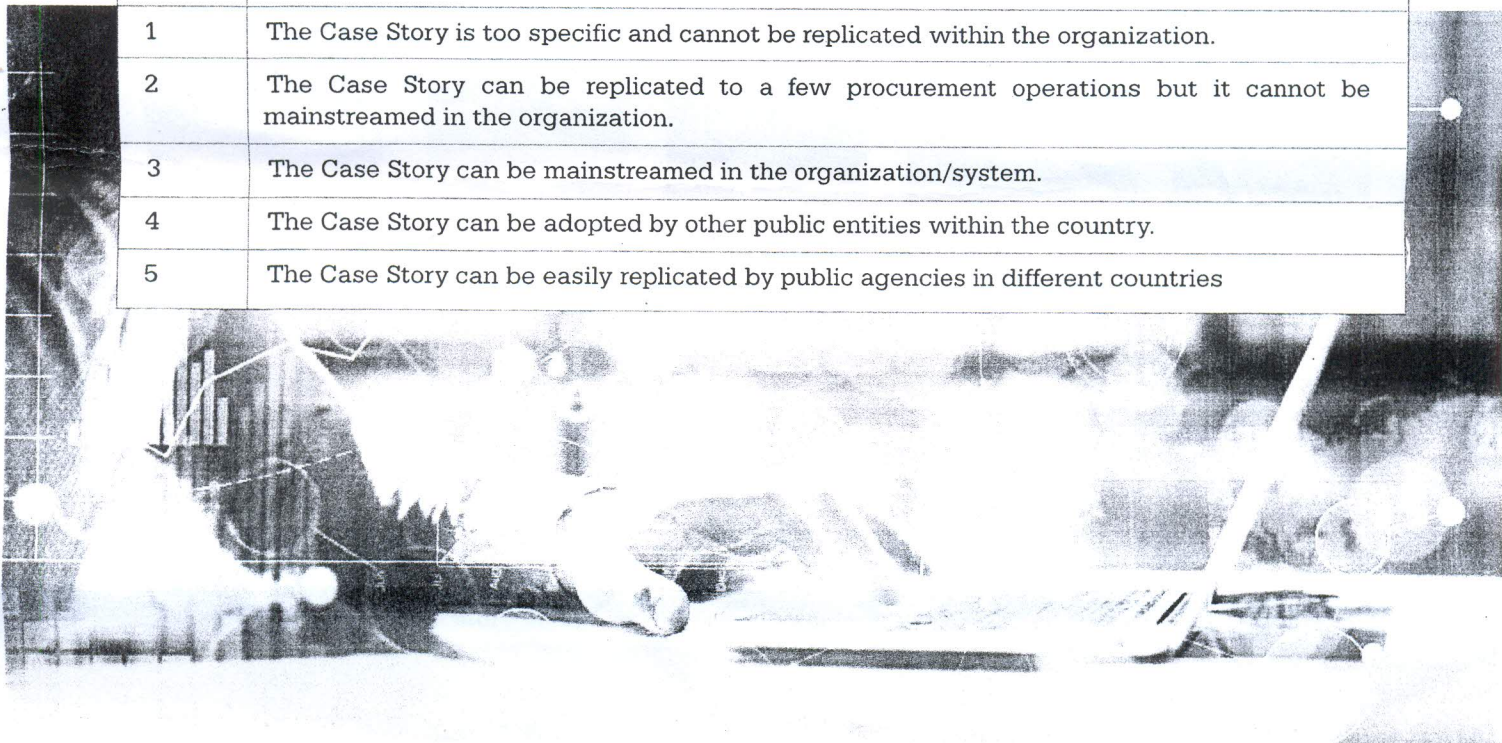 1 The Case Story is too specific and cannot be replicated within the organization.
2 The Case Story can be replicated to a few procurement operations but it cannot be
mainstreamed in the organization.
3 The Case Story can be mainstreamed in the organization/system.
4 The Case Story can be adopted by other public entities within the country.
5 The Case Story can be easily replicated by public agencies in different countries